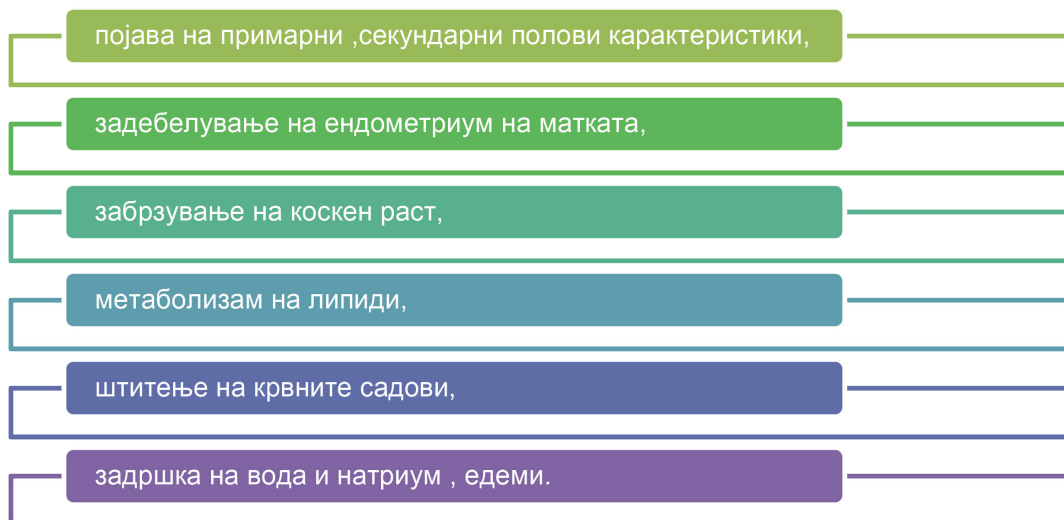 појава на примарни ,секундарни полови карактеристики,
задебелување на ендометриум на матката,
забрзување на коскен раст,
метаболизам на липиди,
штитење на крвните садови,
задршка на вода и натриум , едеми.